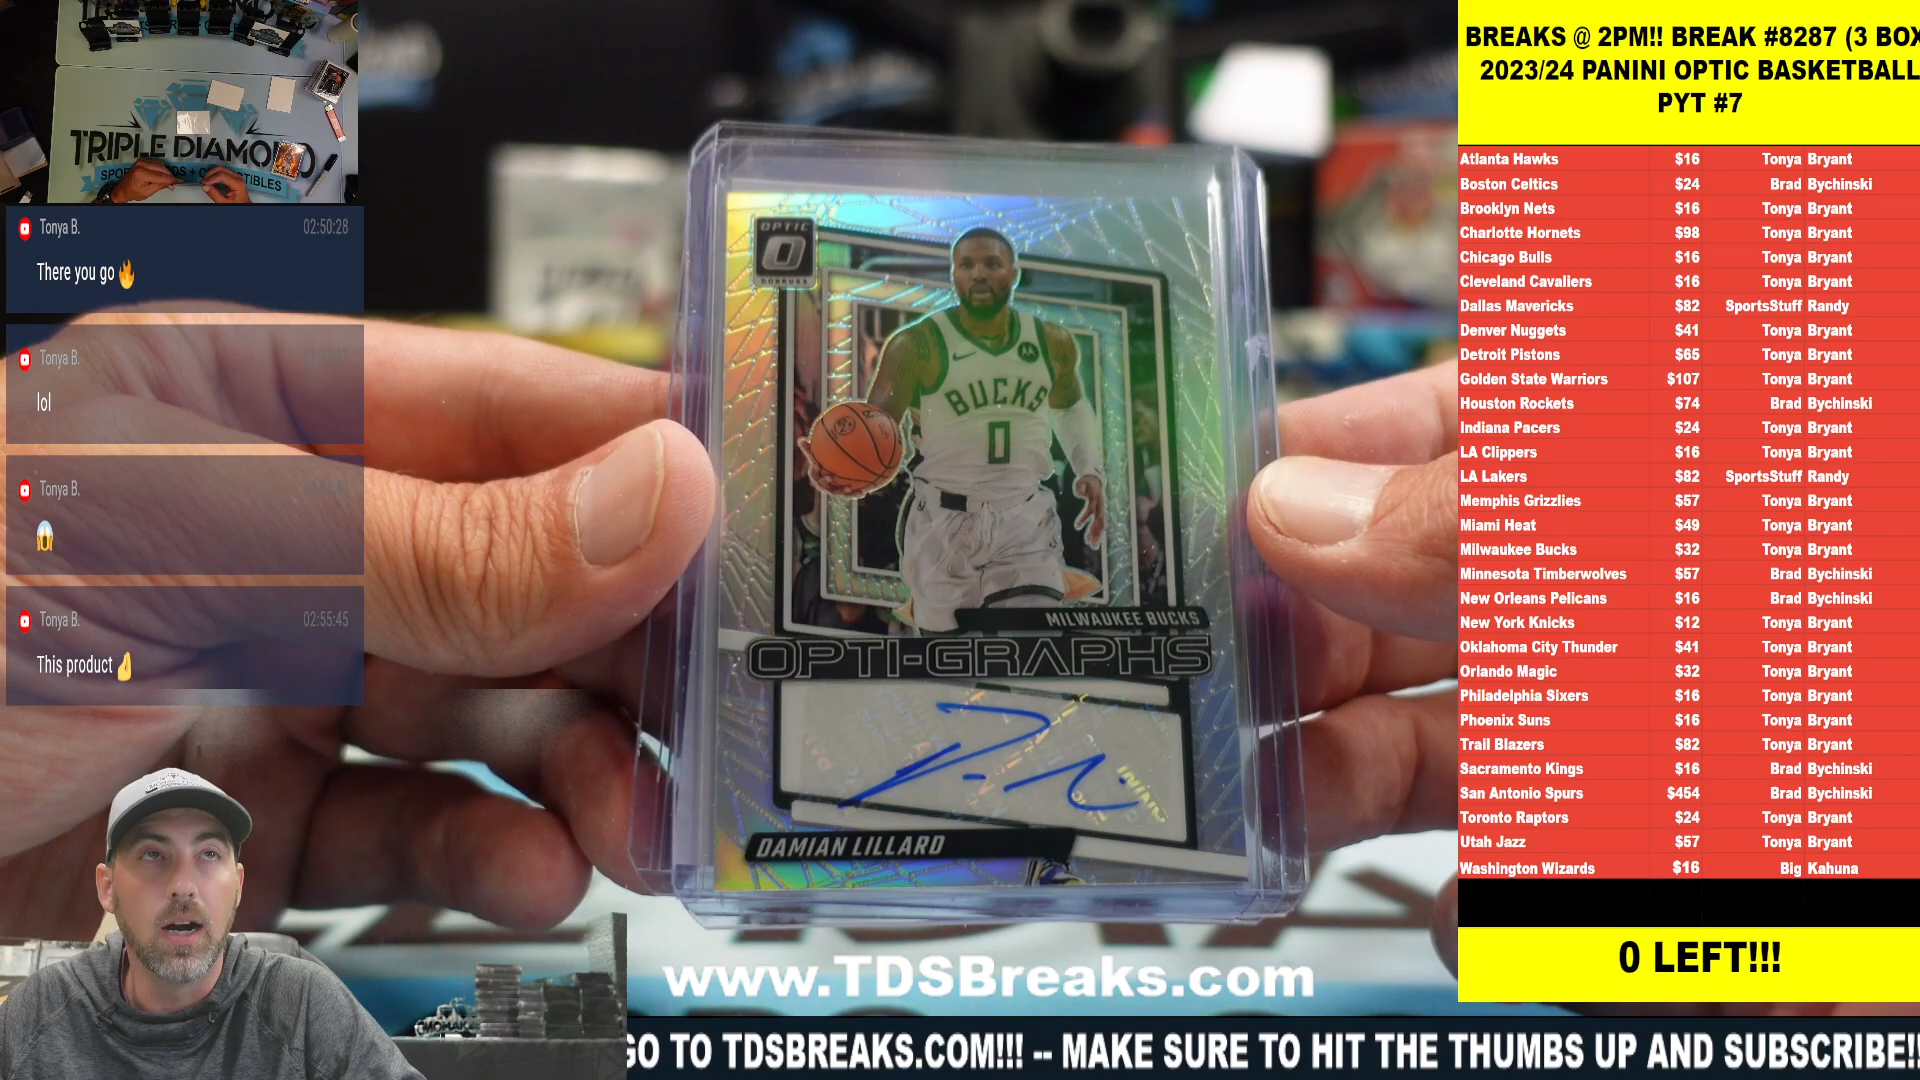 TRIPLE DIAMOND
Tonya B. 02:50:28
There you go🔥
Tonya B.
lol
Tonya B.
😱
Tonya B. 02:55:45
This product 🤌
OPTIC
O
DONRUSS
BUCKS
0
MILWAUKEE BUCKS
OPTI-GRAPHS
DAMIAN LILLARD
www.TDSBreaks.com
GO TO TDSBREAKS.COM!!! -- MAKE SURE TO HIT THE THUMBS UP AND SUBSCRIBE!!
BREAKS @ 2PM!! BREAK #8287 (3 BOX
2023/24 PANINI OPTIC BASKETBALL
PYT #7
Atlanta Hawks $16 Tonya Bryant
Boston Celtics $24 Brad Bychinski
Brooklyn Nets $16 Tonya Bryant
Charlotte Hornets $98 Tonya Bryant
Chicago Bulls $16 Tonya Bryant
Cleveland Cavaliers $16 Tonya Bryant
Dallas Mavericks $82 SportsStuff Randy
Denver Nuggets $41 Tonya Bryant
Detroit Pistons $65 Tonya Bryant
Golden State Warriors $107 Tonya Bryant
Houston Rockets $74 Brad Bychinski
Indiana Pacers $24 Tonya Bryant
LA Clippers $16 Tonya Bryant
LA Lakers $82 SportsStuff Randy
Memphis Grizzlies $57 Tonya Bryant
Miami Heat $49 Tonya Bryant
Milwaukee Bucks $32 Tonya Bryant
Minnesota Timberwolves $57 Brad Bychinski
New Orleans Pelicans $16 Brad Bychinski
New York Knicks $12 Tonya Bryant
Oklahoma City Thunder $41 Tonya Bryant
Orlando Magic $32 Tonya Bryant
Philadelphia Sixers $16 Tonya Bryant
Phoenix Suns $16 Tonya Bryant
Trail Blazers $82 Tonya Bryant
Sacramento Kings $16 Brad Bychinski
San Antonio Spurs $454 Brad Bychinski
Toronto Raptors $24 Tonya Bryant
Utah Jazz $57 Tonya Bryant
Washington Wizards $16 Big Kahuna
0 LEFT!!!